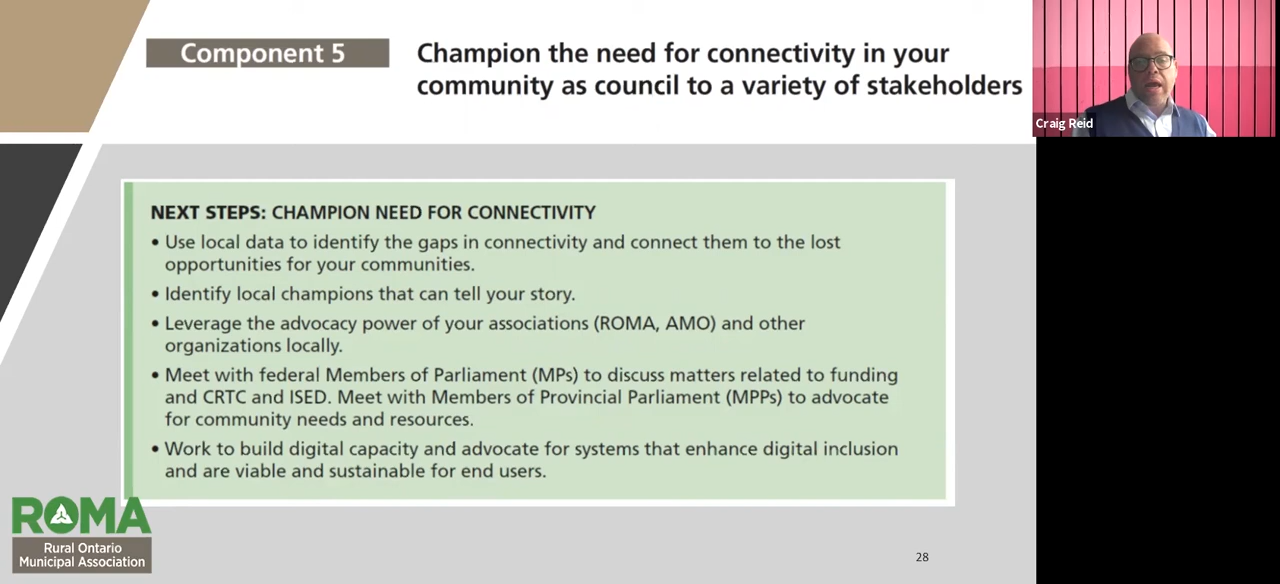 Component 5
Champion the need for connectivity in your
community as council to a variety of stakeholders
Craig Reid
NEXT STEPS: CHAMPION NEED FOR CONNECTIVITY
• Use local data to identify the gaps in connectivity and connect them to the lost
opportunities for your communities.
• Identify local champions that can tell your story.
• Leverage the advocacy power of your associations (ROMA, AMO) and other
organizations locally.
• Meet with federal Members of Parliament (MPs) to discuss matters related to funding
and CRTC and ISED. Meet with Members of Provincial Parliament (MPPs) to advocate
for community needs and resources.
• Work to build digital capacity and advocate for systems that enhance digital inclusion
and are viable and sustainable for end users.
ROMA
Rural Ontario
Municipal Association
28